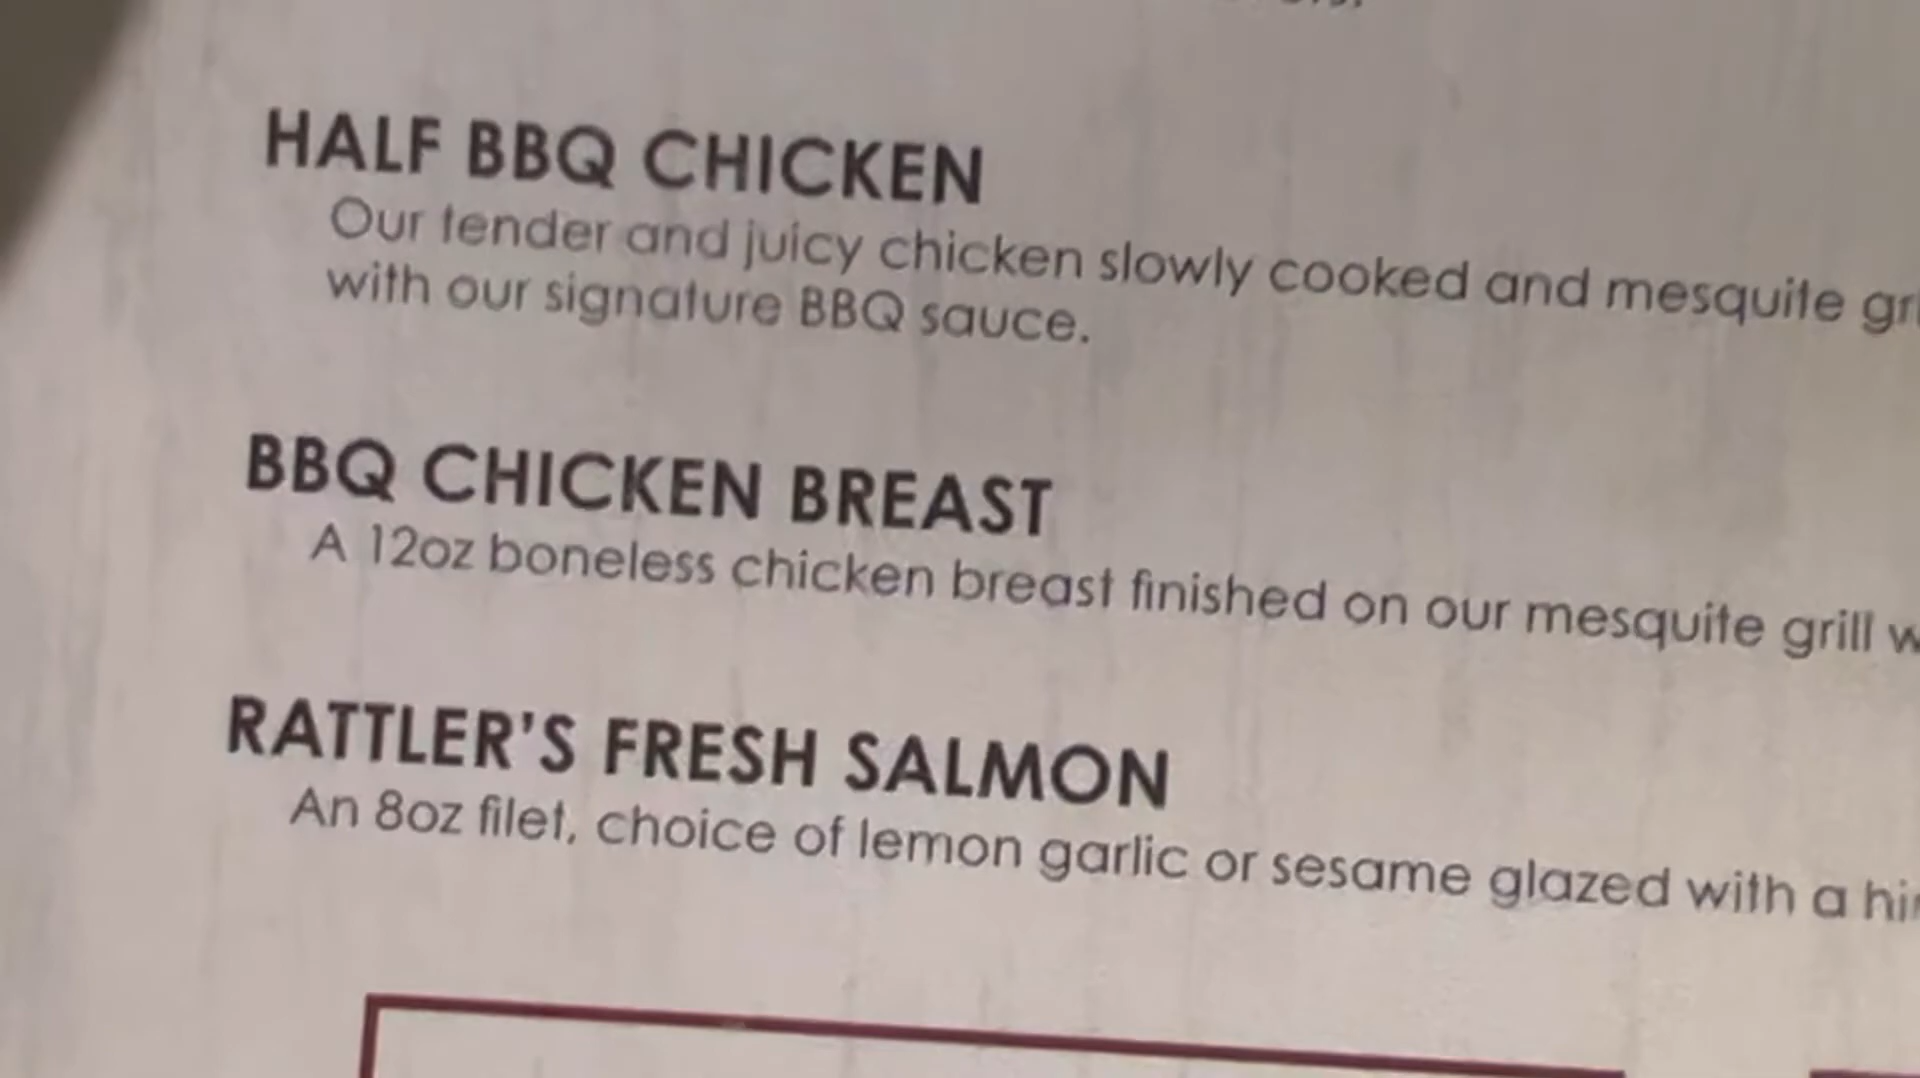 HALF BBQ CHICKEN
Our tender and juicy chicken slowly cooked and mesquite
with our signature BBQ sauce.
BBQ CHICKEN BREAST
A 12oz boneless chicken breast finished on our mesquite grill
RATTLER'S FRESH SALMON
An 8oz filet, choice of lemon garlic or sesame glazed with a